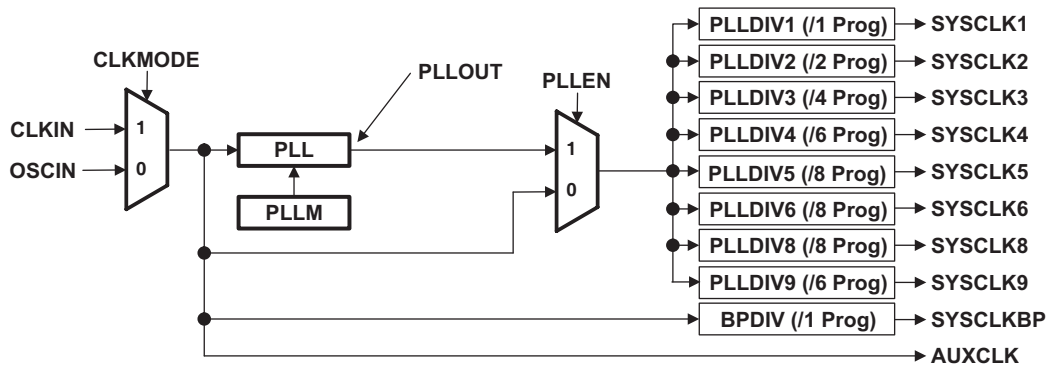 CLKMODE
CLKIN
OSCIN
1
0
PLL
PLLM
PLLOUT
PLLEN
1
0
PLLDIV1 (/1 Prog) SYSCLK1
PLLDIV2 (/2 Prog) SYSCLK2
PLLDIV3 (/4 Prog) SYSCLK3
PLLDIV4 (/6 Prog) SYSCLK4
PLLDIV5 (/8 Prog) SYSCLK5
PLLDIV6 (/8 Prog) SYSCLK6
PLLDIV8 (/8 Prog) SYSCLK8
PLLDIV9 (/6 Prog) SYSCLK9
BPDIV (/1 Prog) SYSCLKBP
AUXCLK